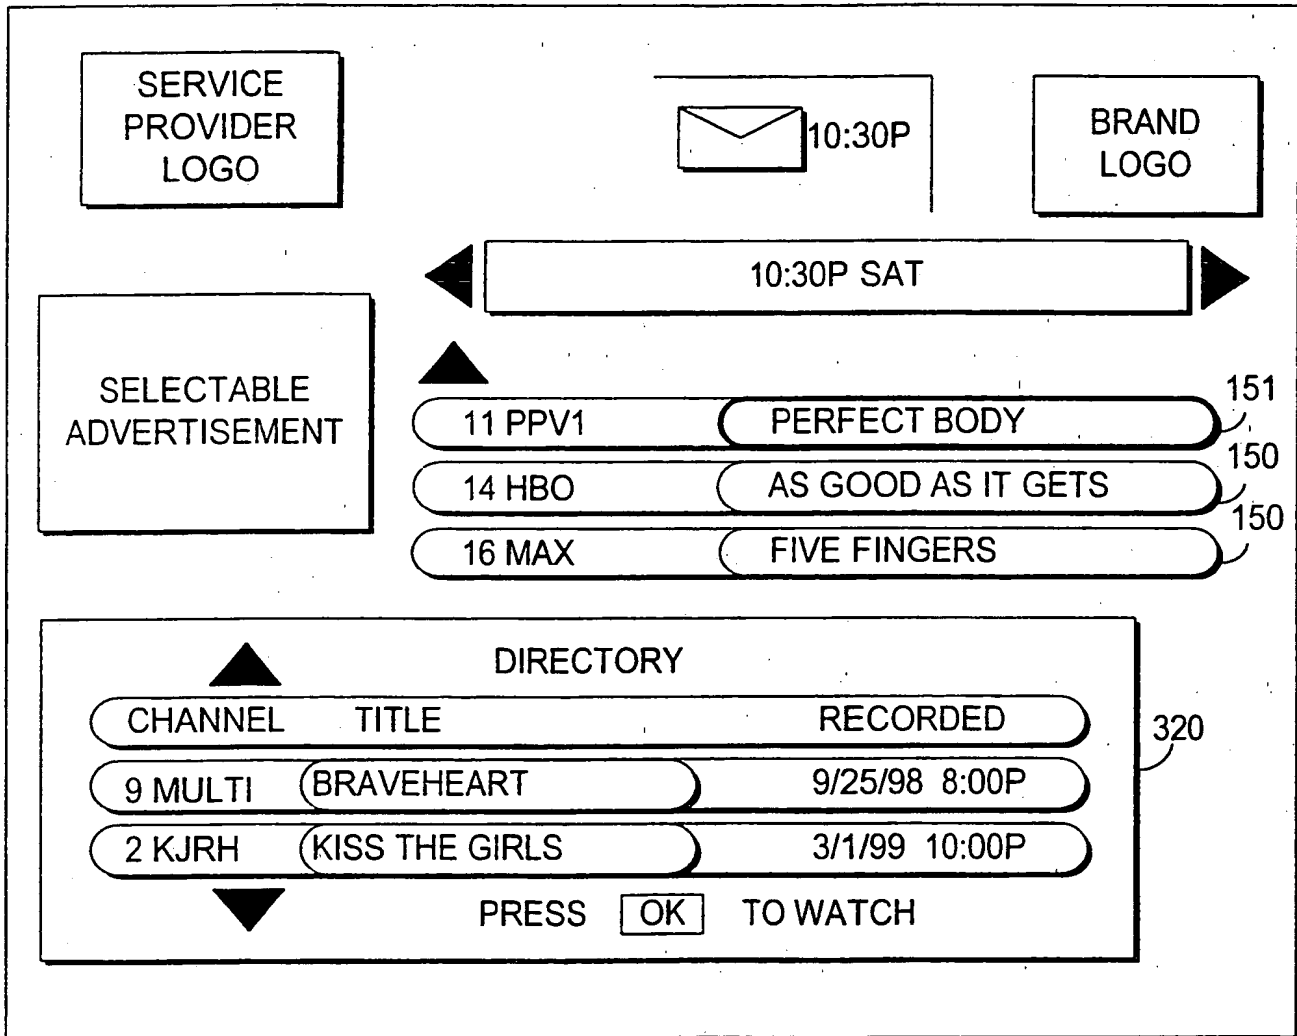 SERVICE
PROVIDER
LOGO
10:30P
BRAND
LOGO
10:30P SAT
SELECTABLE
ADVERTISEMENT
11 PPV1 PERFECT BODY
151
14 HBO AS GOOD AS IT GETS
150
16 MAX FIVE FINGERS
150
DIRECTORY
CHANNEL TITLE RECORDED
320
9 MULTI BRAVEHEART 9/25/98 8:00P
2 KJRH KISS THE GIRLS 3/1/99 10:00P
PRESS OK TO WATCH